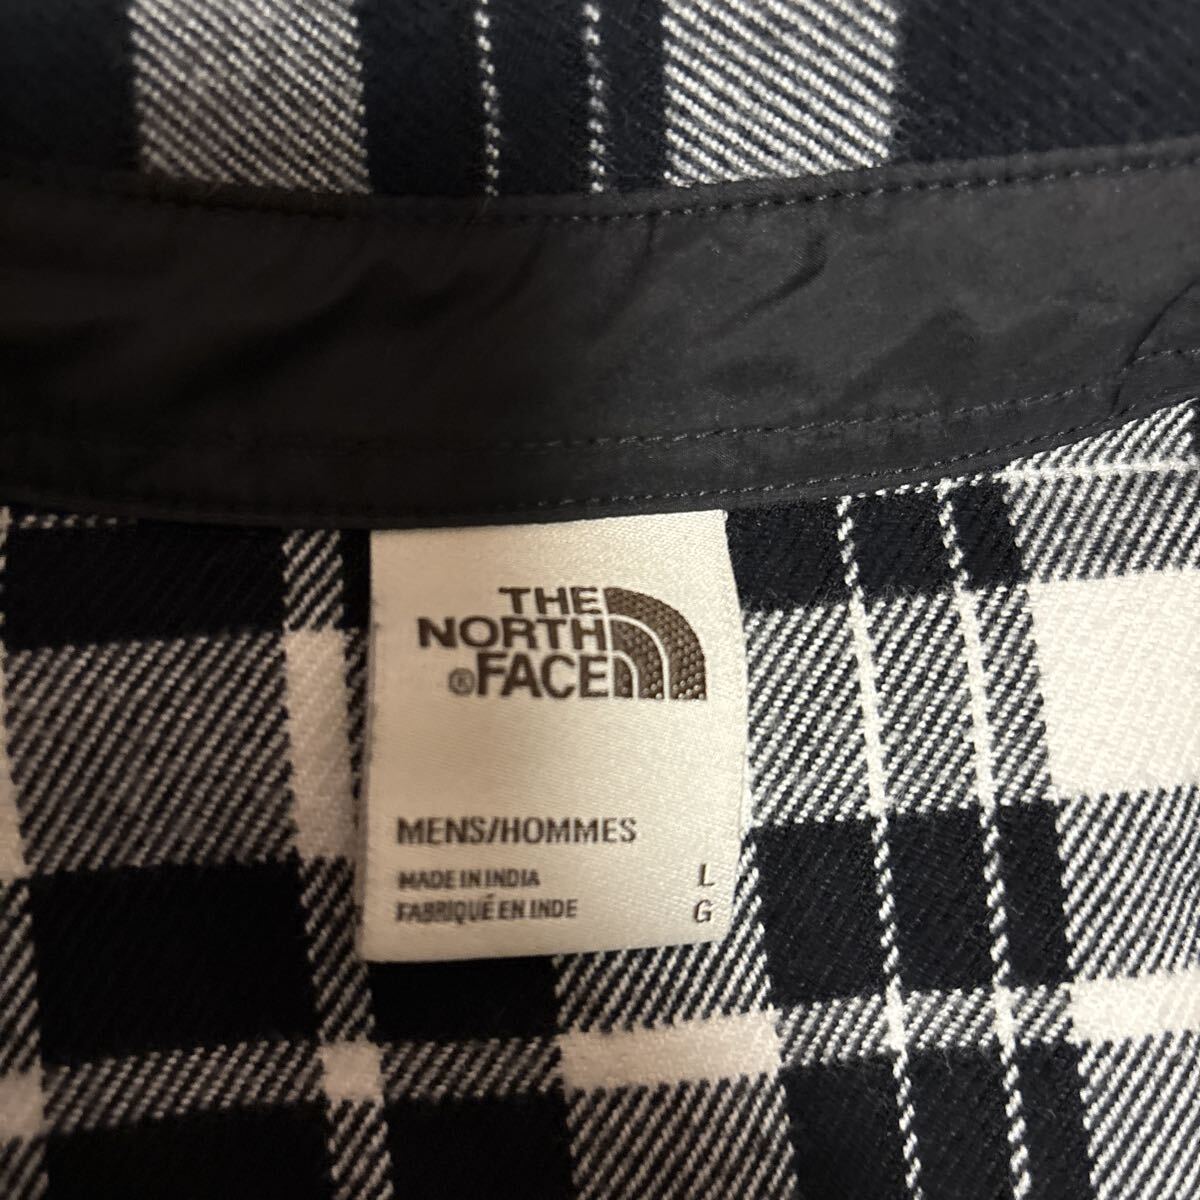 THE
NORTH
®FACE
MENS/HOMMES
MADE IN INDIA L
FABRIQUÉ EN INDE G